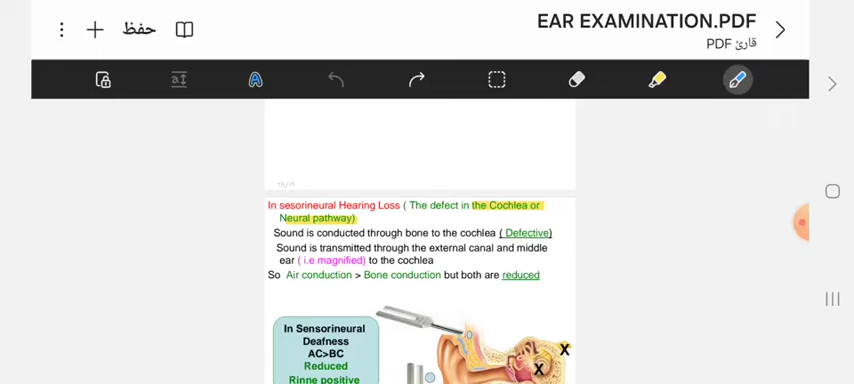 EAR EXAMINATION.PDF
قارئ PDF
حفظ
In sesorineural Hearing Loss ( The defect in the Cochlea or
Neural pathway)
Sound is conducted through bone to the cochlea ( Defective)
Sound is transmitted through the external canal and middle
ear ( i.e magnified) to the cochlea
So Air conduction > Bone conduction but both are reduced
In Sensorineural
Deafness
AC>BC
Reduced
Rinne positive
X
X